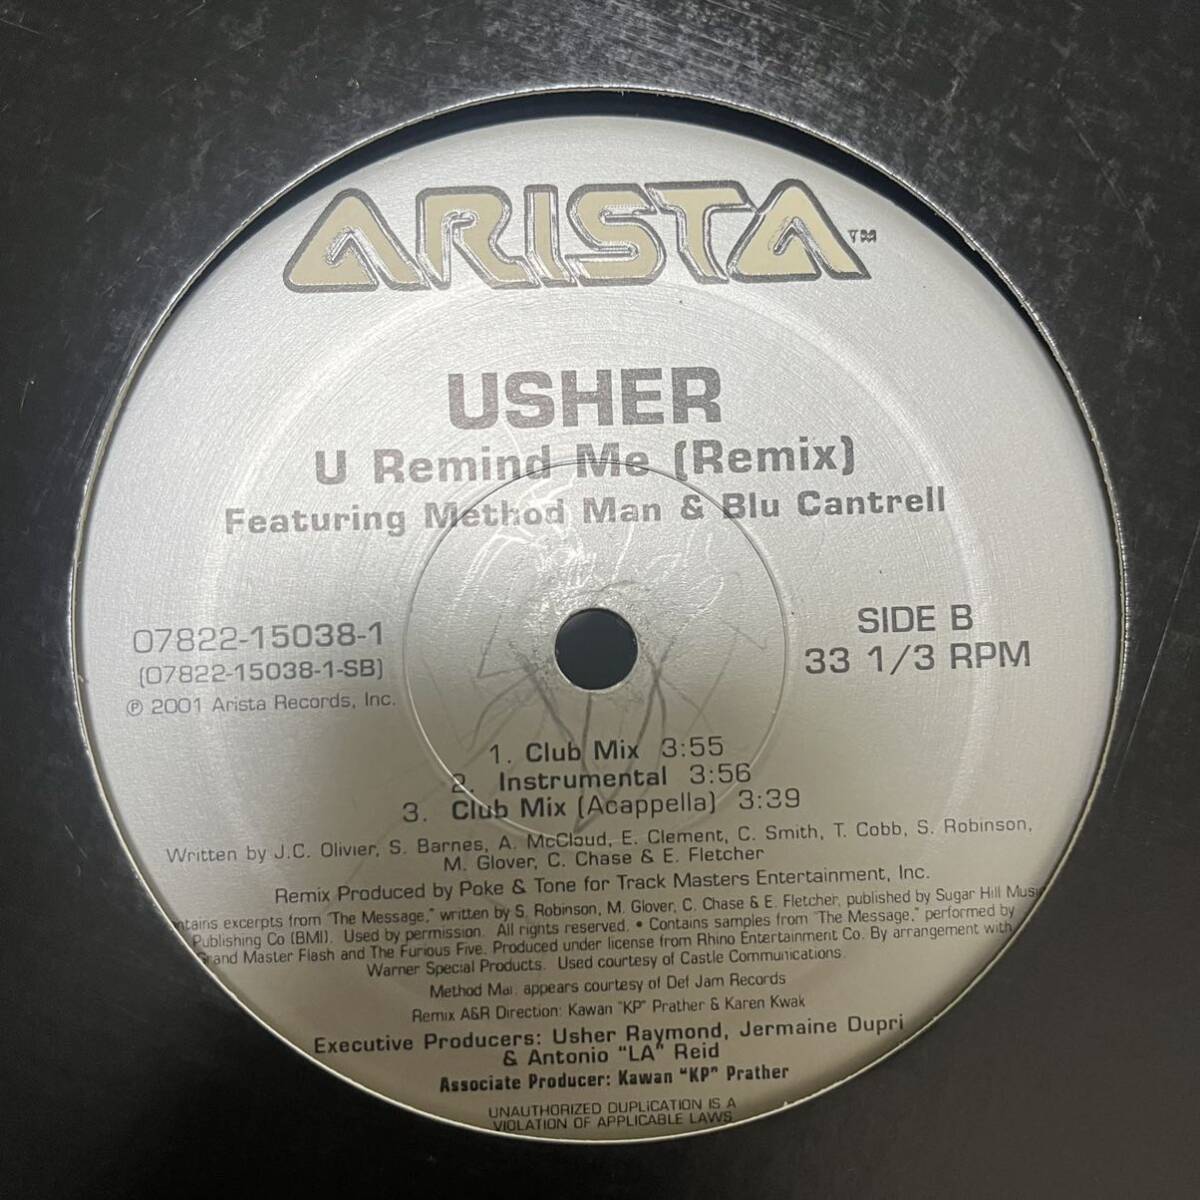 ARISTA™
USHER
U Remind Me (Remix)
Featuring Method Man & Blu Cantrell
07822-15038-1
(07822-15038-1-SB)
℗ 2001 Arista Records, Inc.
SIDE B
33 1/3 RPM
1. Club Mix 3:55
2. Instrumental 3:56
3. Club Mix (Acappella) 3:39
Written by J.C. Olivier, S. Barnes, A. McCloud, E. Clement, C. Smith, T. Cobb, S. Robinson,
M. Glover, C. Chase & E. Fletcher
Remix Produced by Poke & Tone for Track Masters Entertainment, Inc.
ntains excerpts from "The Message," written by S. Robinson, M. Glover, C. Chase & E. Fletcher, published by Sugar Hill Music
Publishing Co (BMI). Used by permission. All rights reserved. • Contains samples from "The Message," performed by
Grand Master Flash and The Furious Five. Produced under license from Rhino Entertainment Co. By arrangement with
Warner Special Products. Used courtesy of Castle Communications.
Method Man appears courtesy of Def Jam Records
Remix A&R Direction: Kawan "KP" Prather & Karen Kwak
Executive Producers: Usher Raymond, Jermaine Dupri
& Antonio "LA" Reid
Associate Producer: Kawan "KP" Prather
UNAUTHORIZED DUPLICATION IS A
VIOLATION OF APPLICABLE LAWS